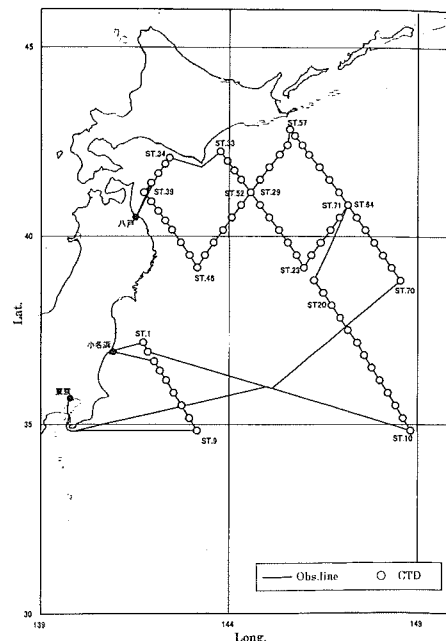 45
ST.57
ST.33
ST.34
ST.39
ST.52
ST.29
ST.71
ST.64
八戸
40
ST.46
ST.23
ST20
ST.70
Lat.
ST.1
小名浜
東京
35
ST.9
ST.10
Obs.line
CTD
30
139
144
149
Long.